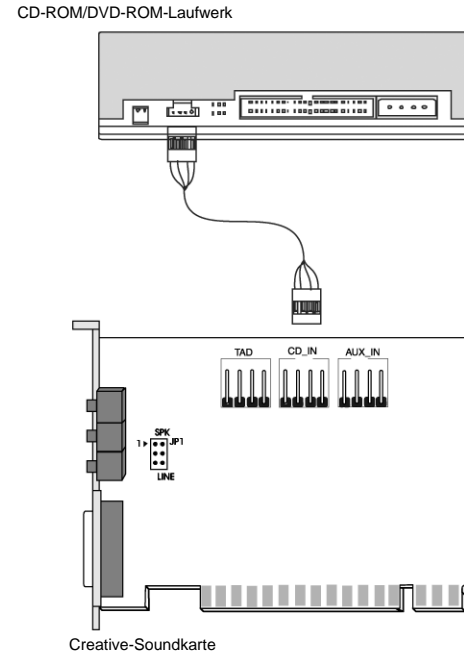 CD-ROM/DVD-ROM-Laufwerk
TAD CD_IN AUX_IN
SPK
1 JP1
LINE
Creative-Soundkarte